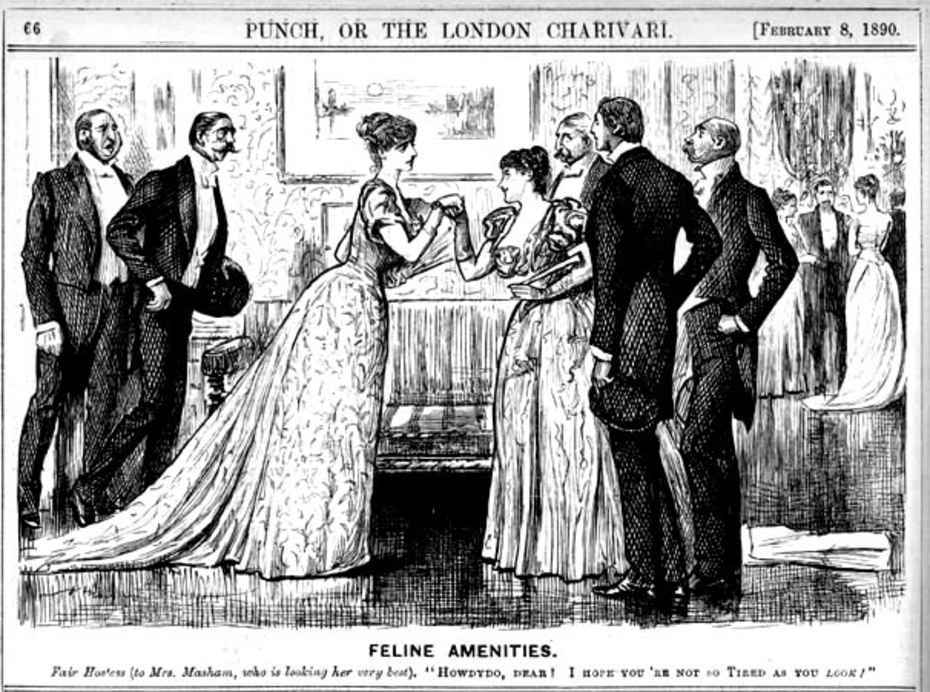 66
PUNCH, OR THE LONDON CHARIVARI.
[FEBRUARY 8, 1890.
FELINE AMENITIES.
Fair Hostess (to Mrs. Masham, who is looking her very best). "HOWDYDO, DEAR! I HOPE YOU 'RE NOT SO TIRED AS YOU LOOK!"